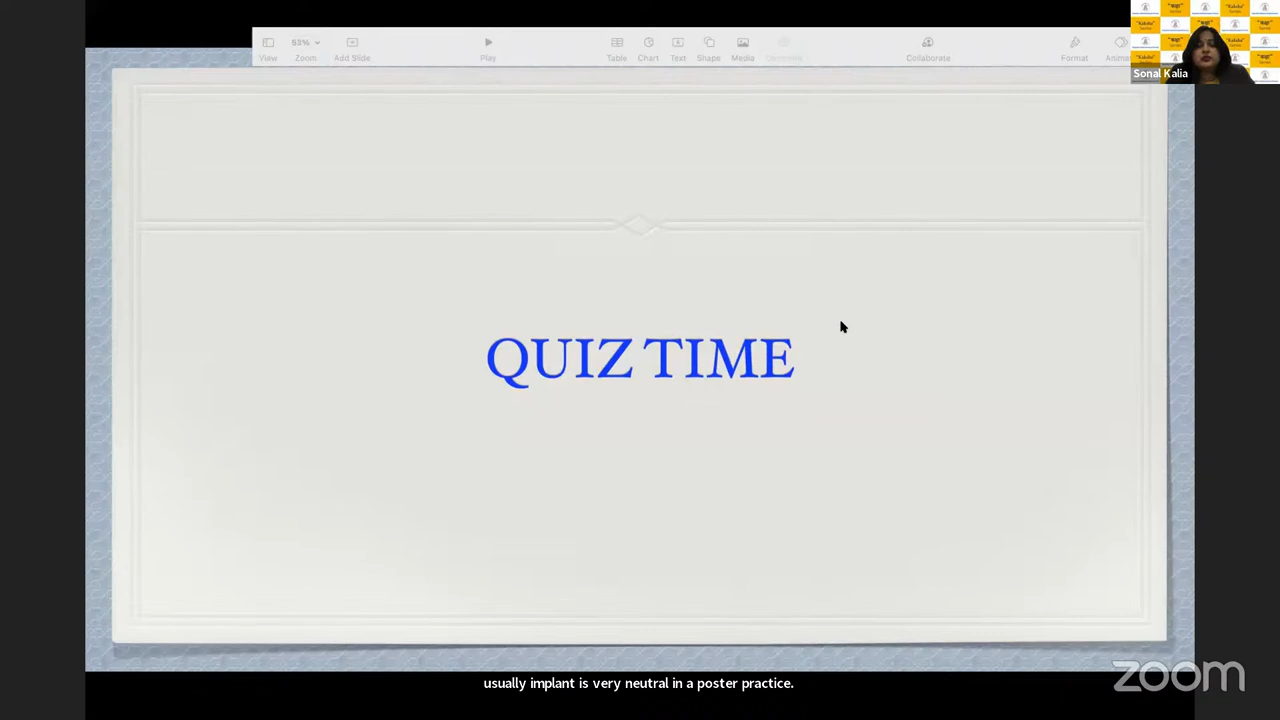 53%
View
Zoom
Add Slide
Play
Table
Chart
Text
Shape
Media
Collaborate
Format
Sonal Kalia
QUIZ TIME
usually implant is very neutral in a poster practice.
zoom